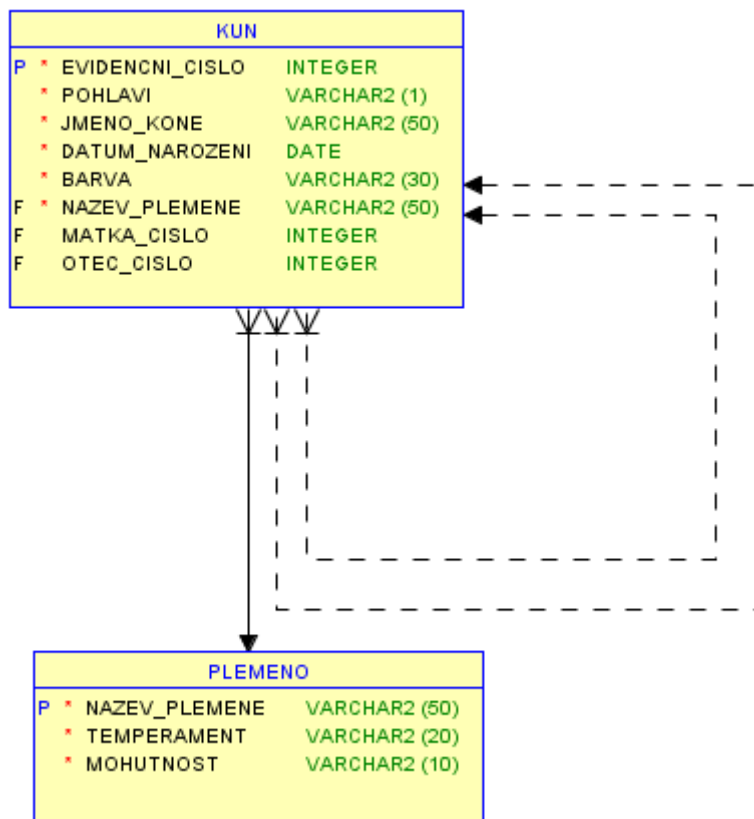 KUN
P * EVIDENCNI_CISLO INTEGER
* POHLAVI VARCHAR2 (1)
* JMENO_KONE VARCHAR2 (50)
* DATUM_NAROZENI DATE
* BARVA VARCHAR2 (30)
F * NAZEV_PLEMENE VARCHAR2 (50)
F MATKA_CISLO INTEGER
F OTEC_CISLO INTEGER
PLEMENO
P * NAZEV_PLEMENE VARCHAR2 (50)
* TEMPERAMENT VARCHAR2 (20)
* MOHUTNOST VARCHAR2 (10)